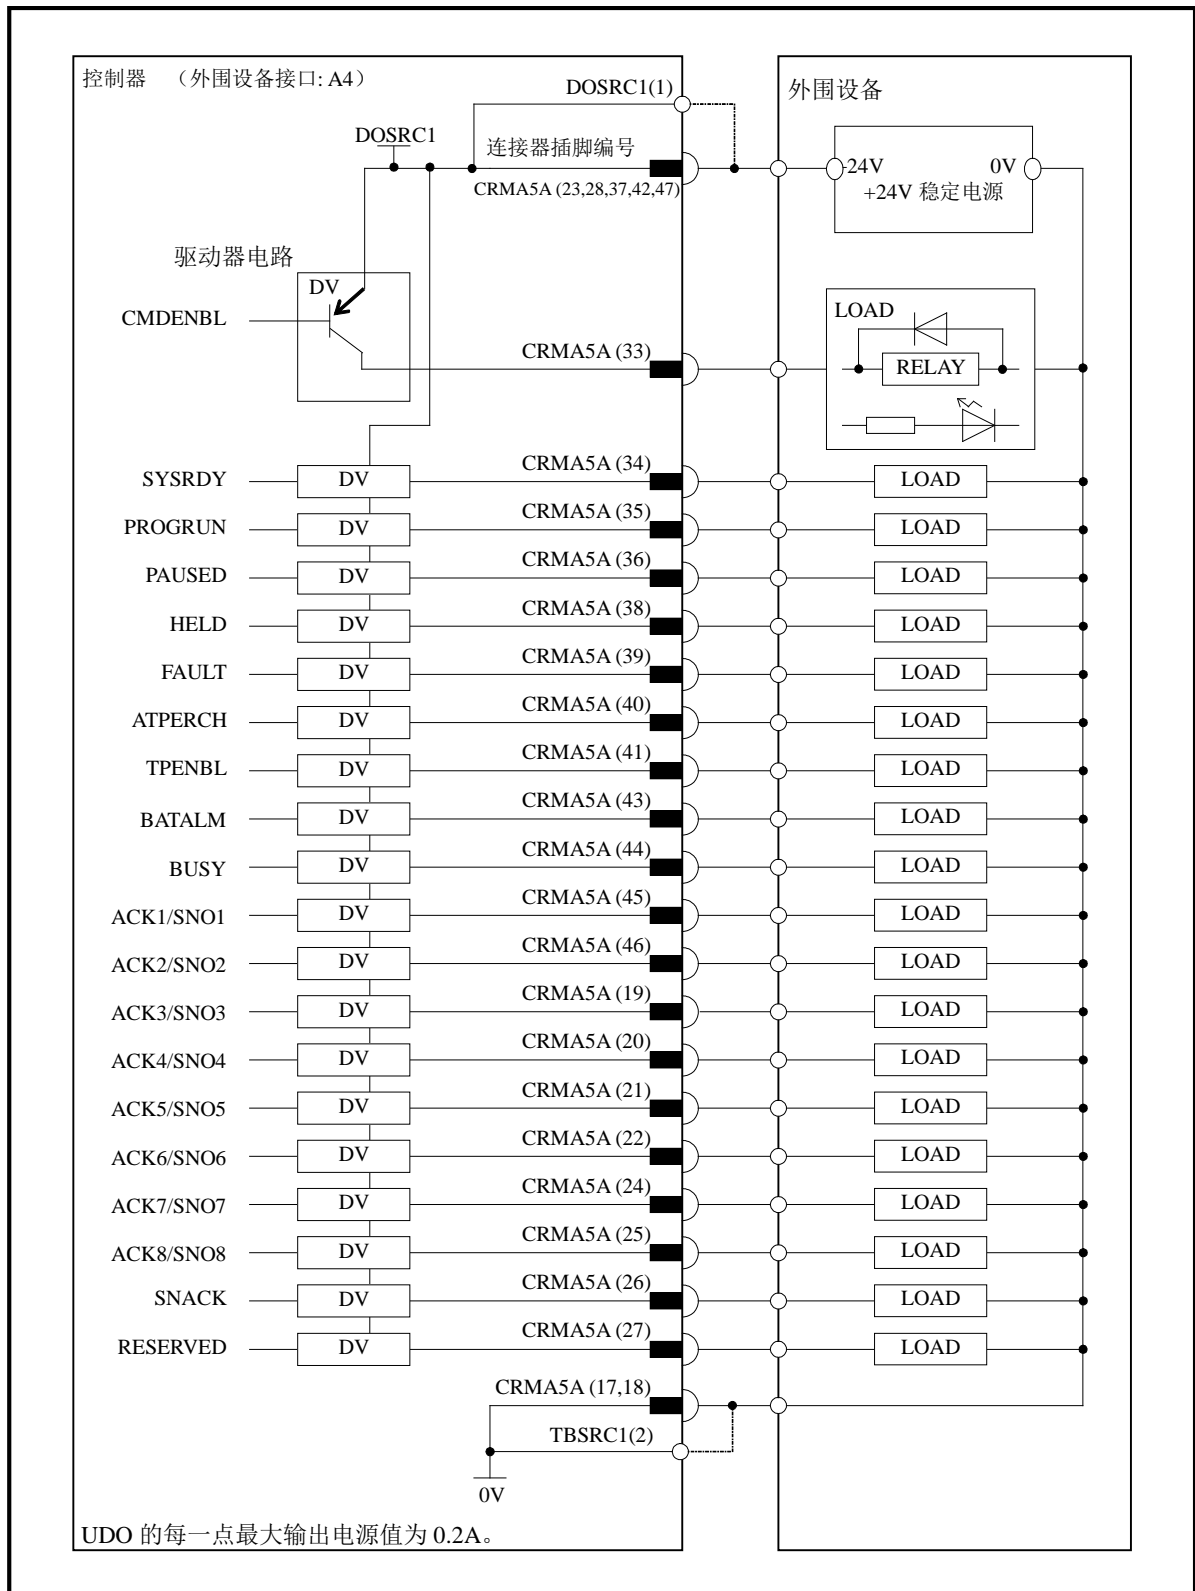 控制器 （外围设备接口: A4）
DOSRC1(1)
外围设备
DOSRC1
连接器插脚编号
CRMA5A (23,28,37,42,47)
24V 0V
+24V 稳定电源
驱动器电路
DV
CMDENBL
CRMA5A (33)
LOAD
RELAY
SYSRDY DV CRMA5A (34) LOAD
PROGRUN DV CRMA5A (35) LOAD
PAUSED DV CRMA5A (36) LOAD
HELD DV CRMA5A (38) LOAD
FAULT DV CRMA5A (39) LOAD
ATPERCH DV CRMA5A (40) LOAD
TPENBL DV CRMA5A (41) LOAD
BATALM DV CRMA5A (43) LOAD
BUSY DV CRMA5A (44) LOAD
ACK1/SNO1 DV CRMA5A (45) LOAD
ACK2/SNO2 DV CRMA5A (46) LOAD
ACK3/SNO3 DV CRMA5A (19) LOAD
ACK4/SNO4 DV CRMA5A (20) LOAD
ACK5/SNO5 DV CRMA5A (21) LOAD
ACK6/SNO6 DV CRMA5A (22) LOAD
ACK7/SNO7 DV CRMA5A (24) LOAD
ACK8/SNO8 DV CRMA5A (25) LOAD
SNACK DV CRMA5A (26) LOAD
RESERVED DV CRMA5A (27) LOAD
CRMA5A (17,18)
TBSRC1(2)
0V
UDO 的每一点最大输出电源值为 0.2A。